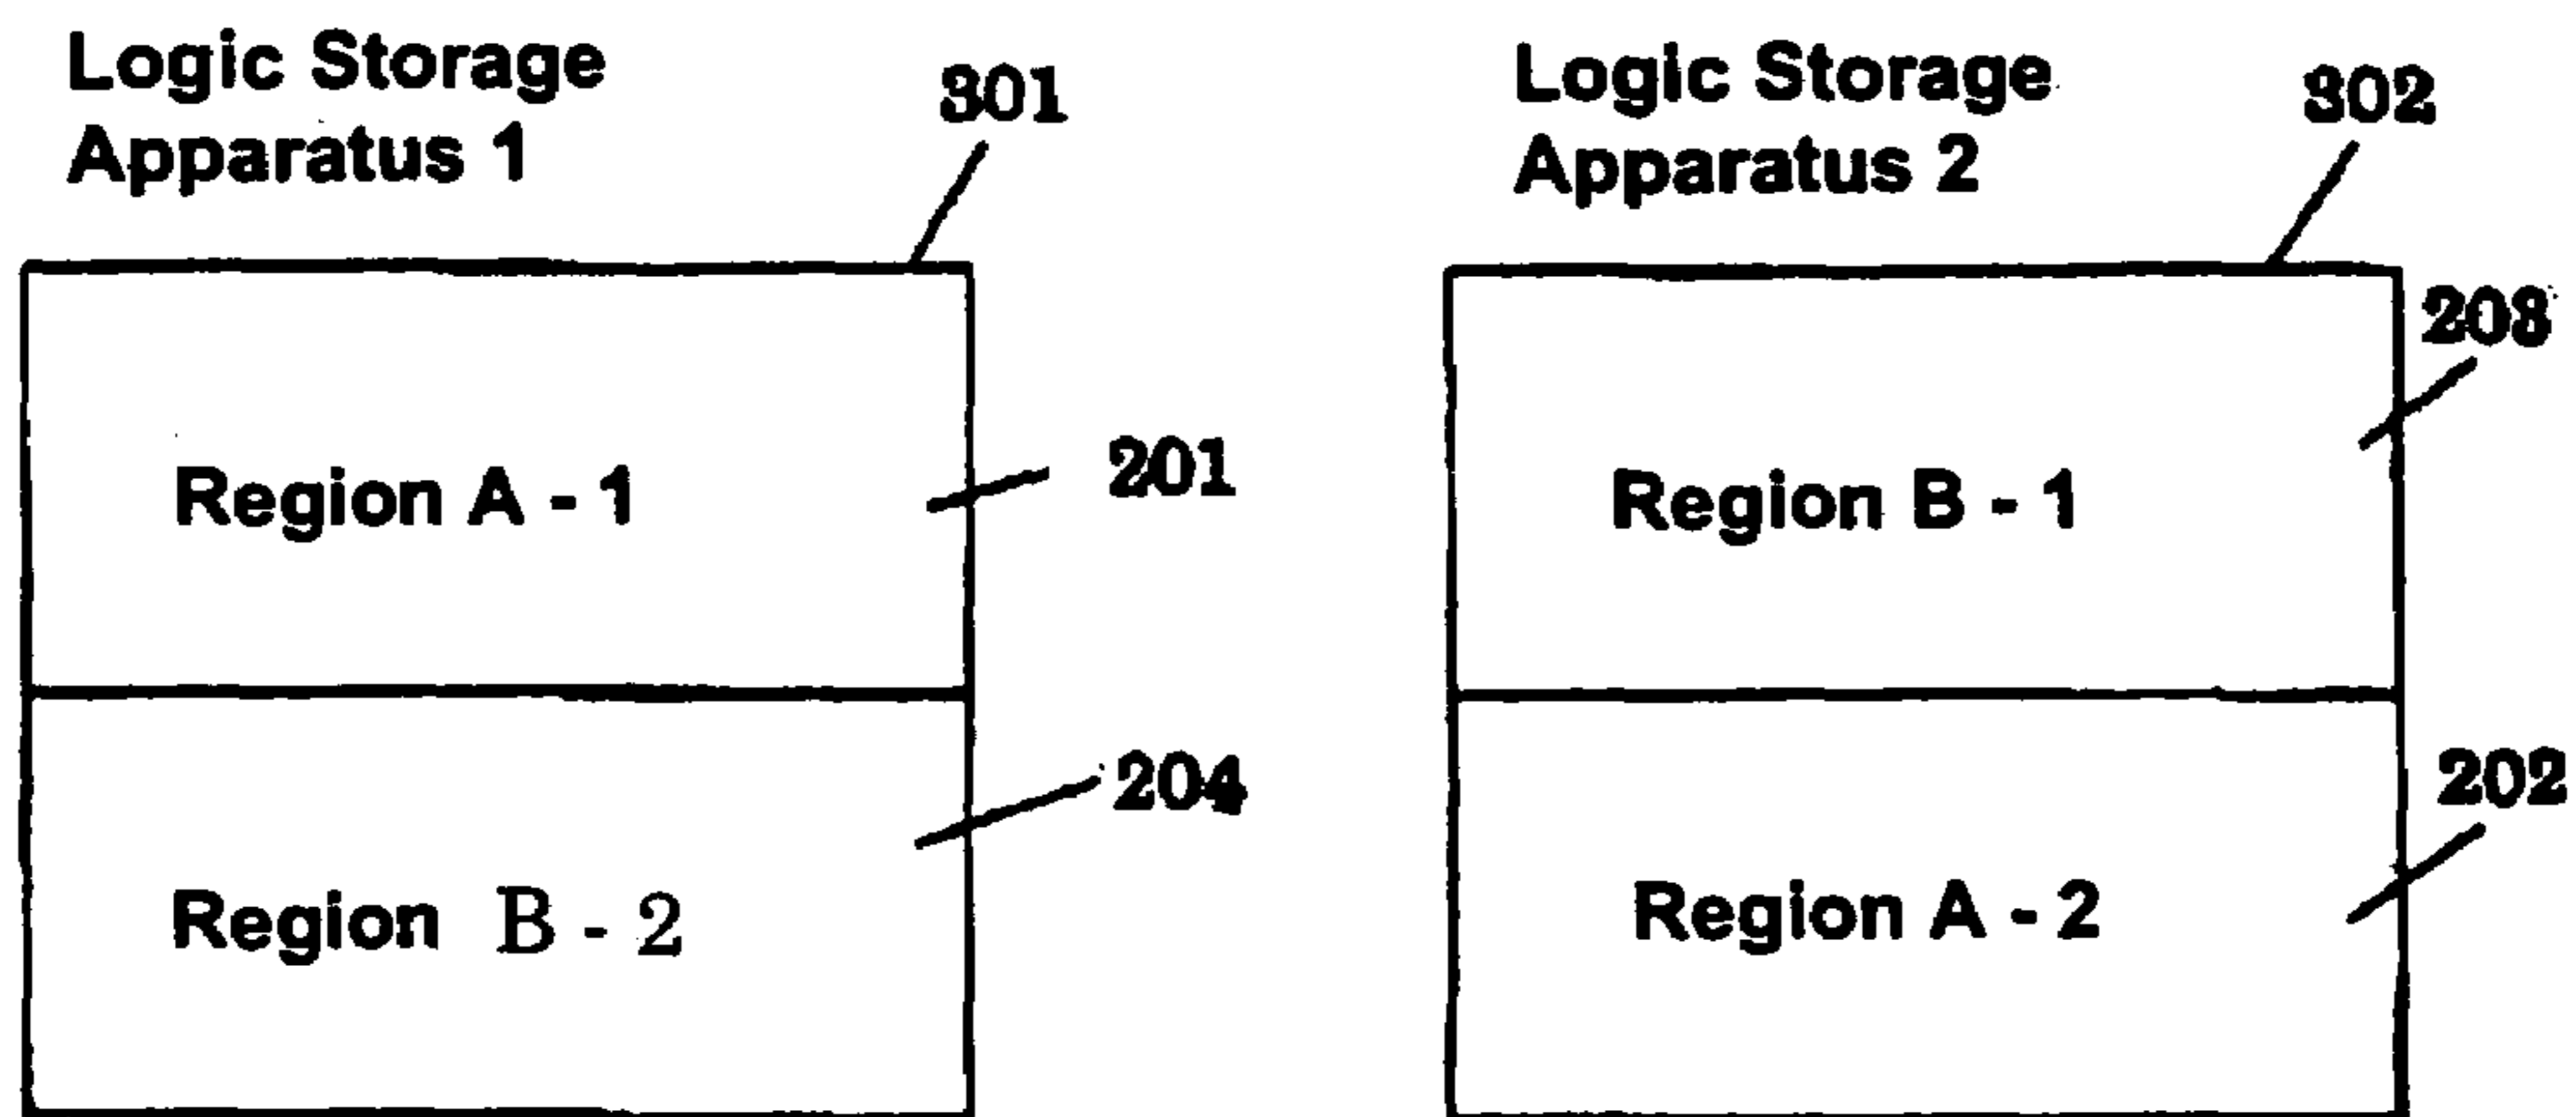 Logic Storage
Apparatus 1
301
Region A - 1
201
Region B - 2
204
Logic Storage
Apparatus 2
302
Region B - 1
203
Region A - 2
202